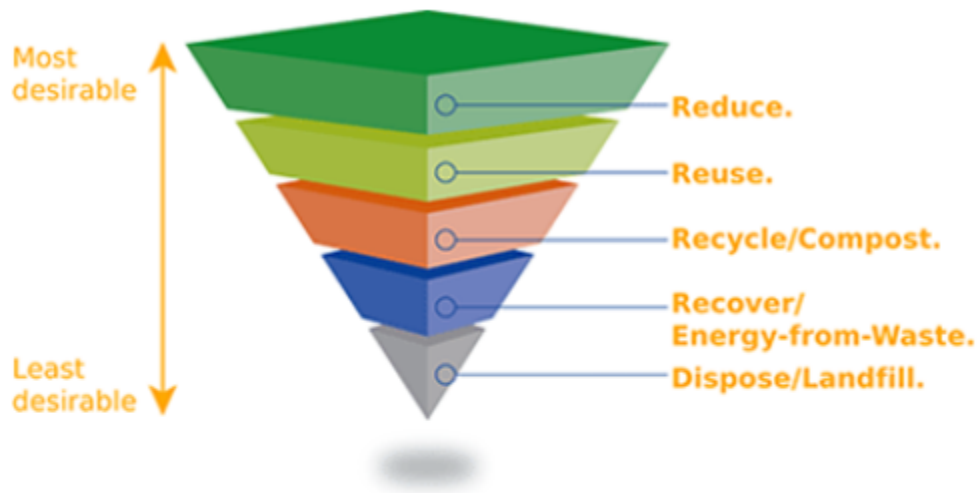 Most
desirable
Reduce.
Reuse.
Recycle/Compost.
Recover/
Energy-from-Waste.
Least
desirable
Dispose/Landfill.